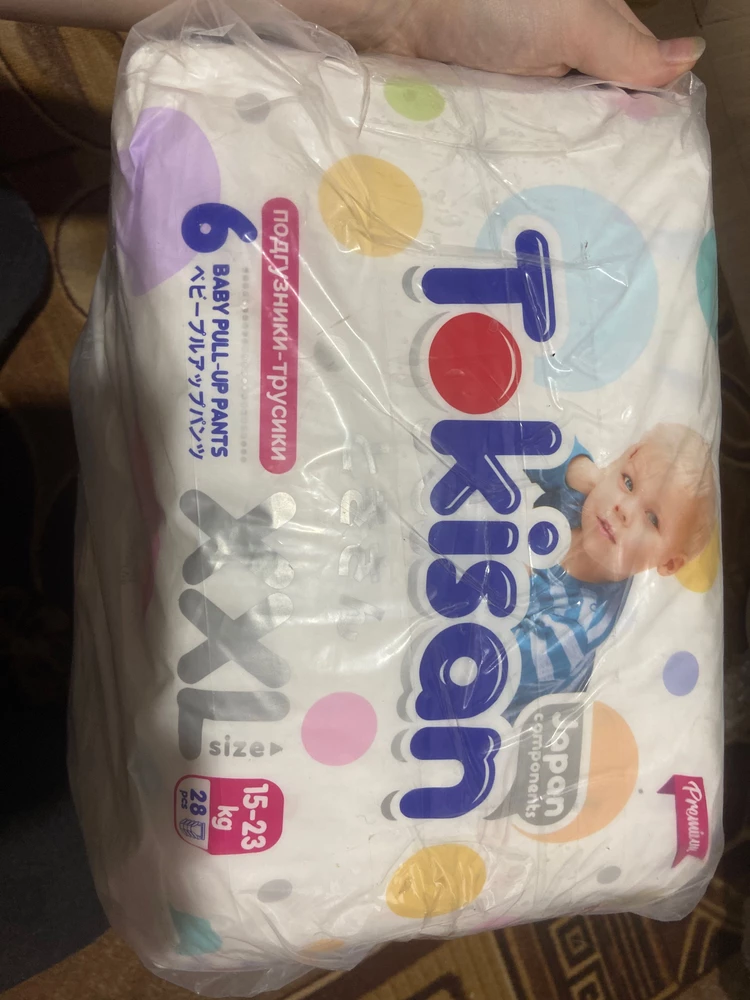 Premium
Tokisan
Japan
components
подгузники-трусики
6
BABY PULL-UP PANTS
ベビープルアップパンツ
XXL
size
15-23
kg
28
pcs